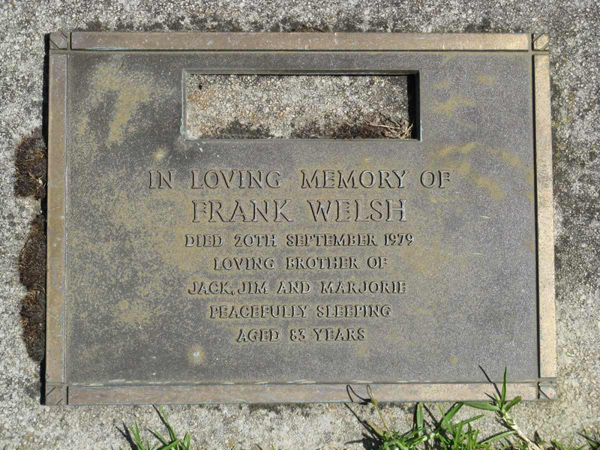 IN LOVING MEMORY OF
FRANK WELSH
DIED 20TH SEPTEMBER 1979
LOVING BROTHER OF
JACK, JIM AND MARJORIE
PEACEFULLY SLEEPING
AGED 83 YEARS